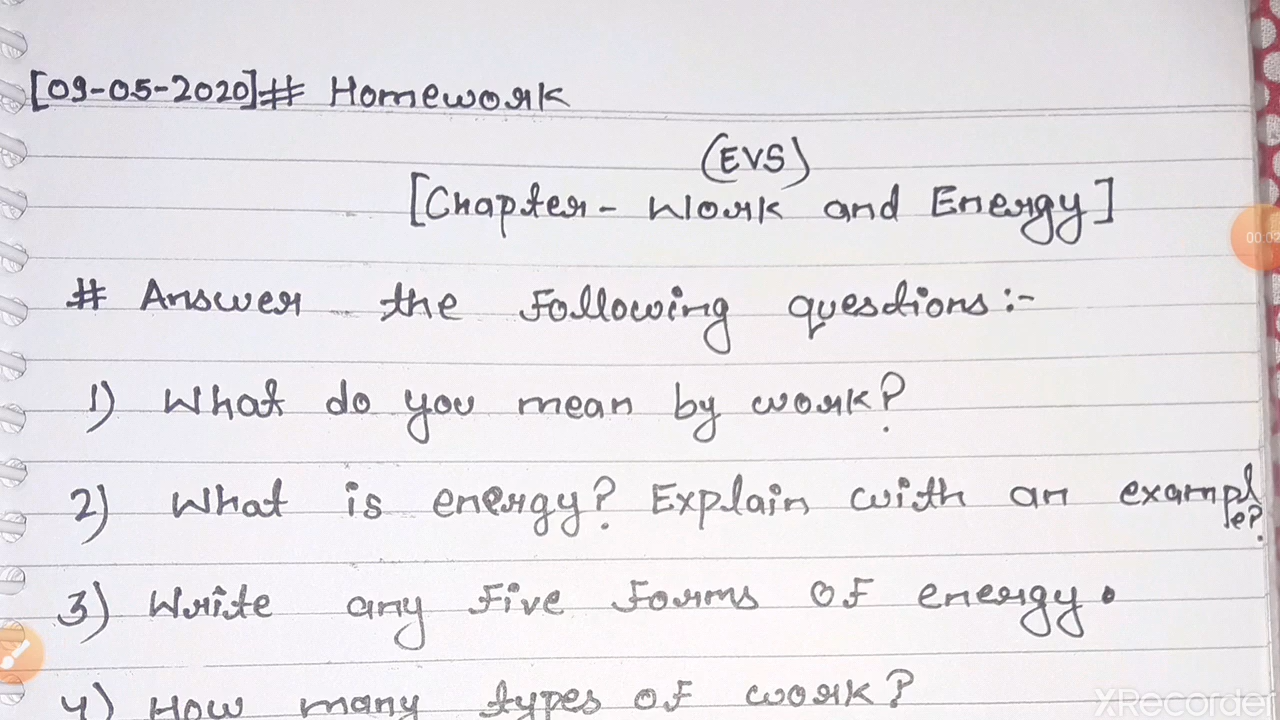 [09-05-2020]# Homework
(EVS)
[Chapter- Work and Energy]
# Answer the Following questions:-
1) What do you mean by work?
2) What is energy? Explain with an example?
3) Write any Five Forms OF energy.
4) How many types OF work?
00:02
XRecorder